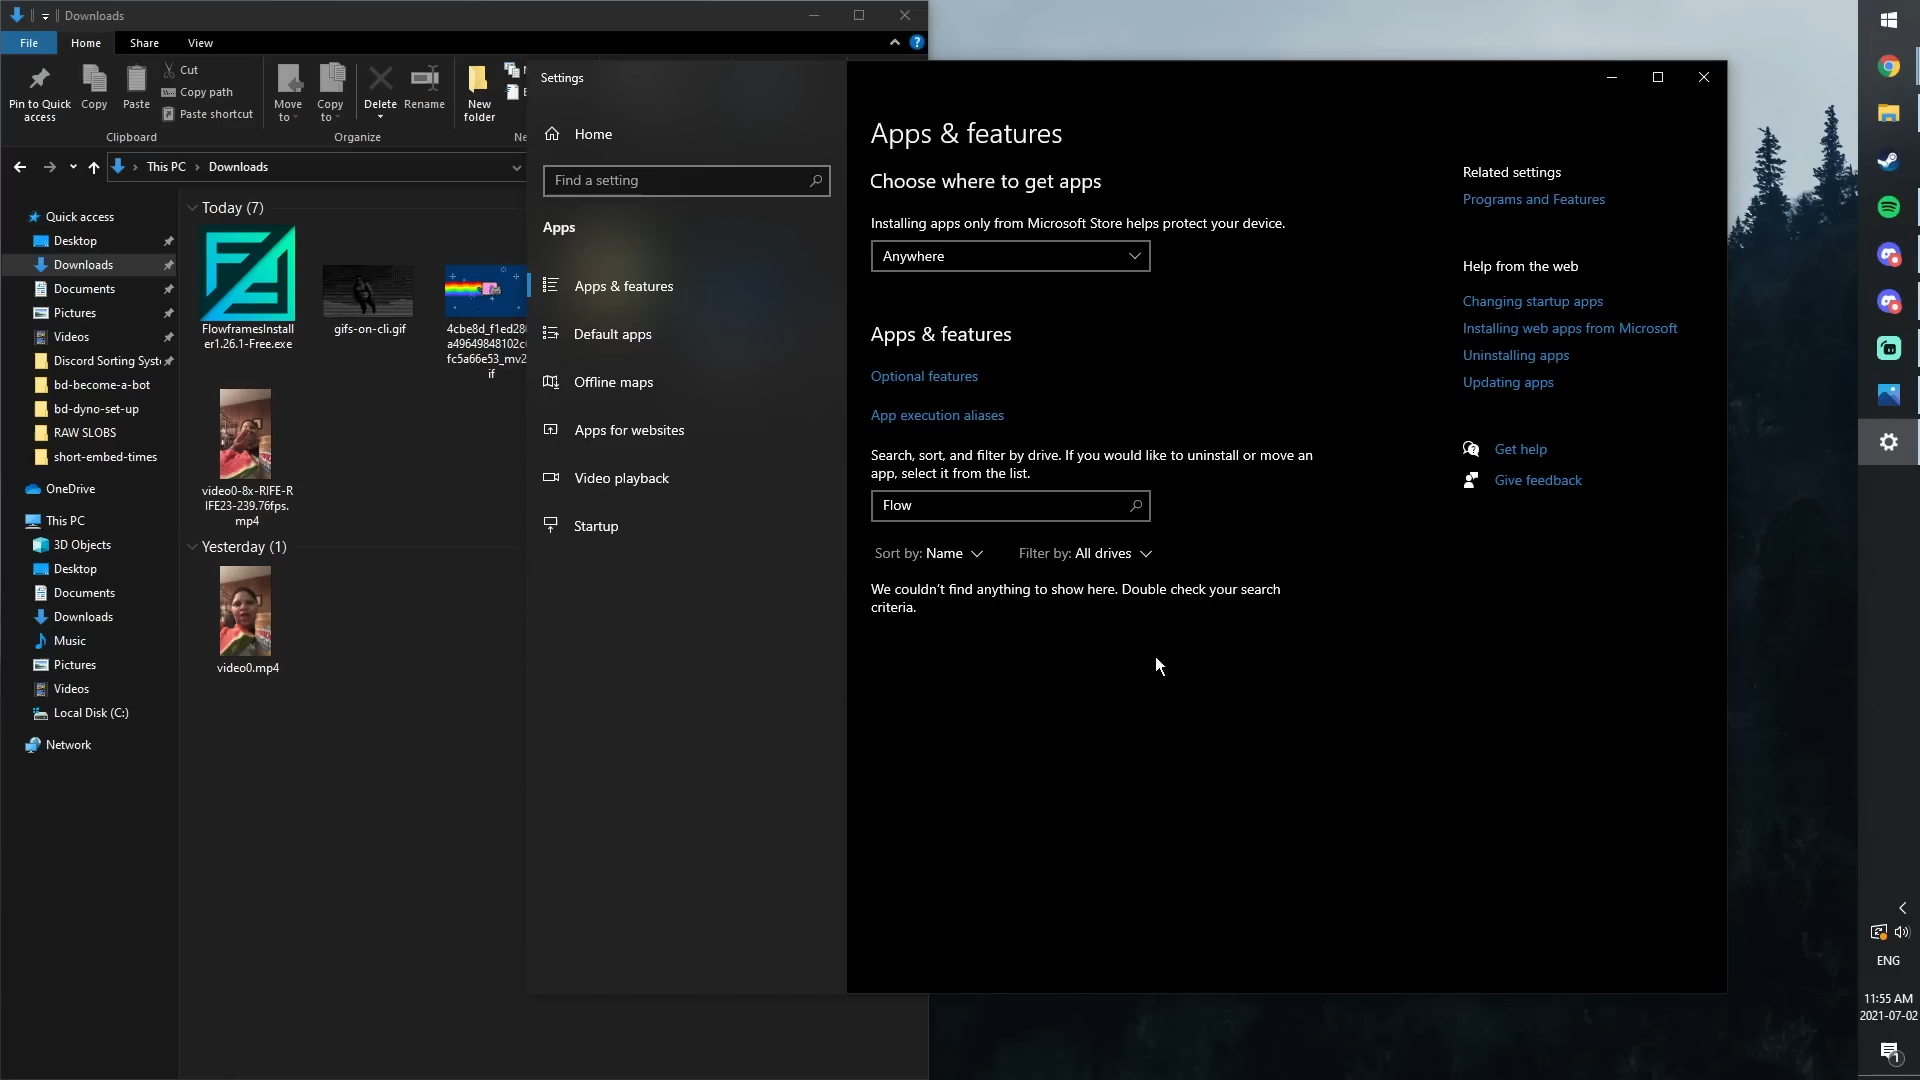 Downloads
File
Home
Share
View
Pin to Quick access
Copy
Paste
Cut
Copy path
Paste shortcut
Clipboard
Move to
Copy to
Delete
Rename
Organize
New folder
Ne
This PC
Downloads
Quick access
Desktop
Downloads
Documents
Pictures
Videos
Discord Sorting Syst
bd-become-a-bot
bd-dyno-set-up
RAW SLOBS
short-embed-times
OneDrive
This PC
3D Objects
Desktop
Documents
Downloads
Music
Pictures
Videos
Local Disk (C:)
Network
Today (7)
FlowframesInstall
er1.26.1-Free.exe
gifs-on-cli.gif
fc5a66e53_mv2
if
video0-8x-RIFE-R
IFE23-239.76fps.
mp4
Yesterday (1)
video0.mp4
Settings
Home
Find a setting
Apps
Apps & features
Default apps
Offline maps
Apps for websites
Video playback
Startup
Apps & features
Choose where to get apps
Installing apps only from Microsoft Store helps protect your device.
Anywhere
Apps & features
Optional features
App execution aliases
Search, sort, and filter by drive. If you would like to uninstall or move an
app, select it from the list.
Flow
Sort by: Name
Filter by: All drives
We couldn't find anything to show here. Double check your search
criteria.
Related settings
Programs and Features
Help from the web
Changing startup apps
Installing web apps from Microsoft
Uninstalling apps
Updating apps
Get help
Give feedback
ENG
11:55 AM
2021-07-02
1